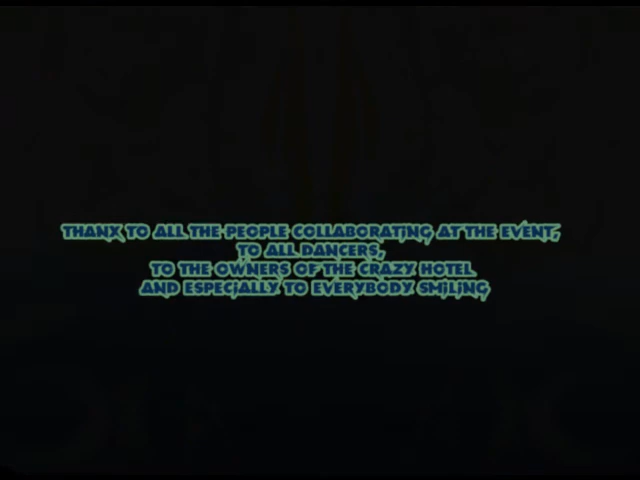 THANX TO ALL THE PEOPLE COLLABORATING AT THE EVENT,
TO ALL DANCERS,
TO THE OWNERS OF THE CRAZY HOTEL
AND ESPECIALLY TO EVERYBODY SMILING